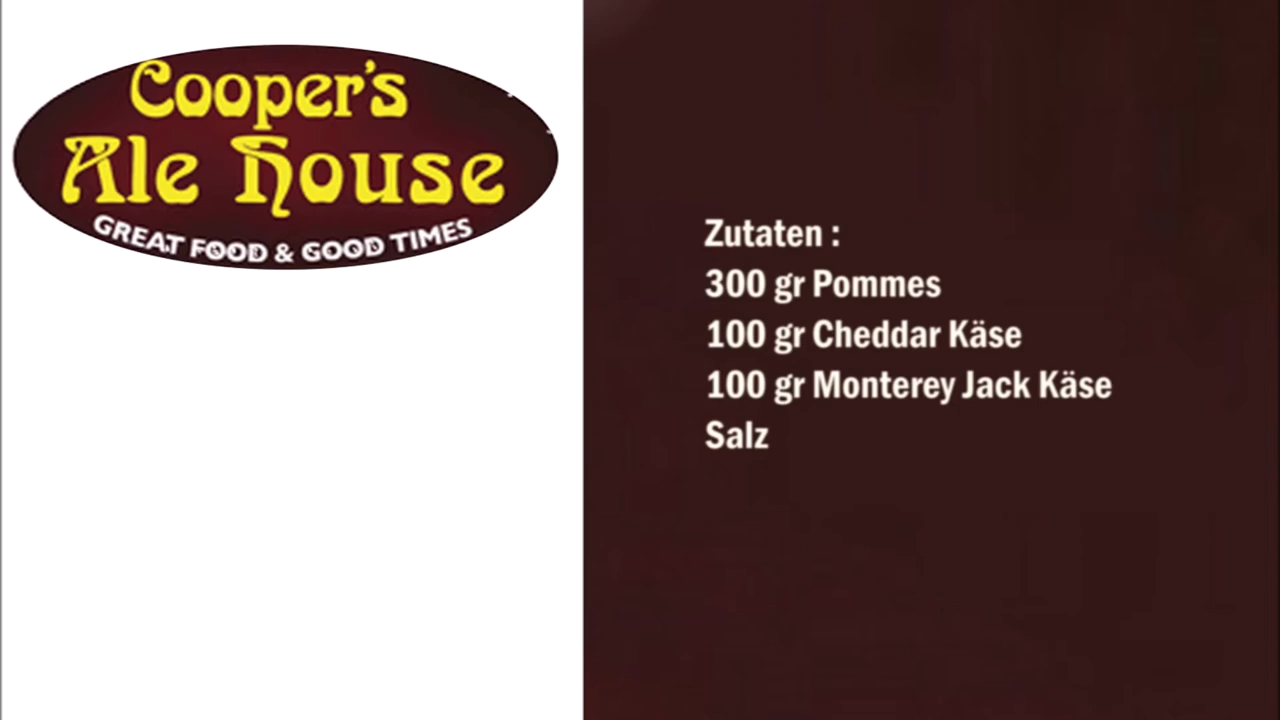 Cooper's
Ale House
GREAT FOOD & GOOD TIMES
Zutaten :
300 gr Pommes
100 gr Cheddar Käse
100 gr Monterey Jack Käse
Salz